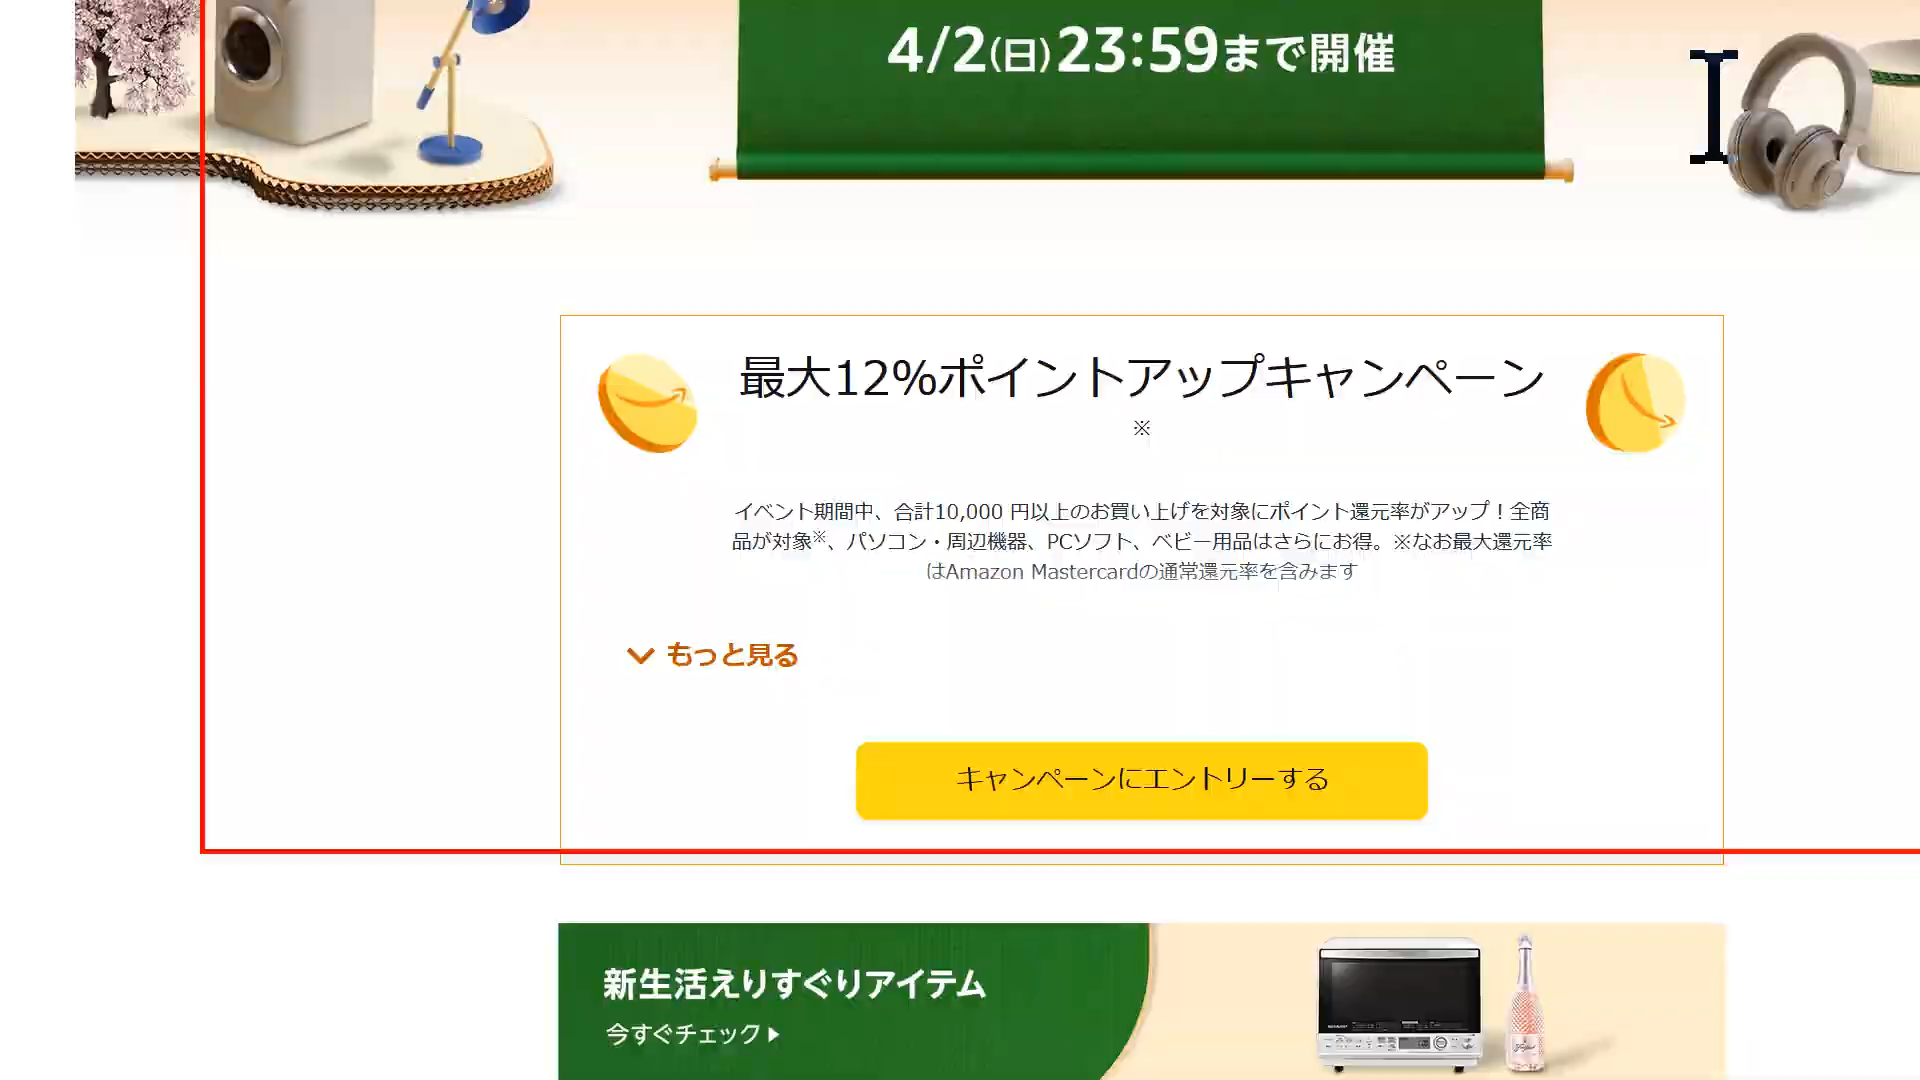 4/2(日)23:59まで開催
最大12%ポイントアップキャンペーン
※
イベント期間中、合計10,000 円以上のお買い上げを対象にポイント還元率がアップ！全商
品が対象※、パソコン・周辺機器、PCソフト、ベビー用品はさらにお得。※なお最大還元率
はAmazon Mastercardの通常還元率を含みます
もっと見る
キャンペーンにエントリーする
新生活えりすぐりアイテム
今すぐチェック